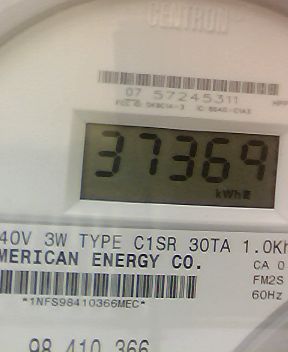 CENTRON
07 57245311
37369
kWh
40V 3W TYPE C1SR 30TA 1.0Kh
MERICAN ENERGY CO.
CA 0
FM2S
60Hz
*1NFS98410366MEC*
98 410 366